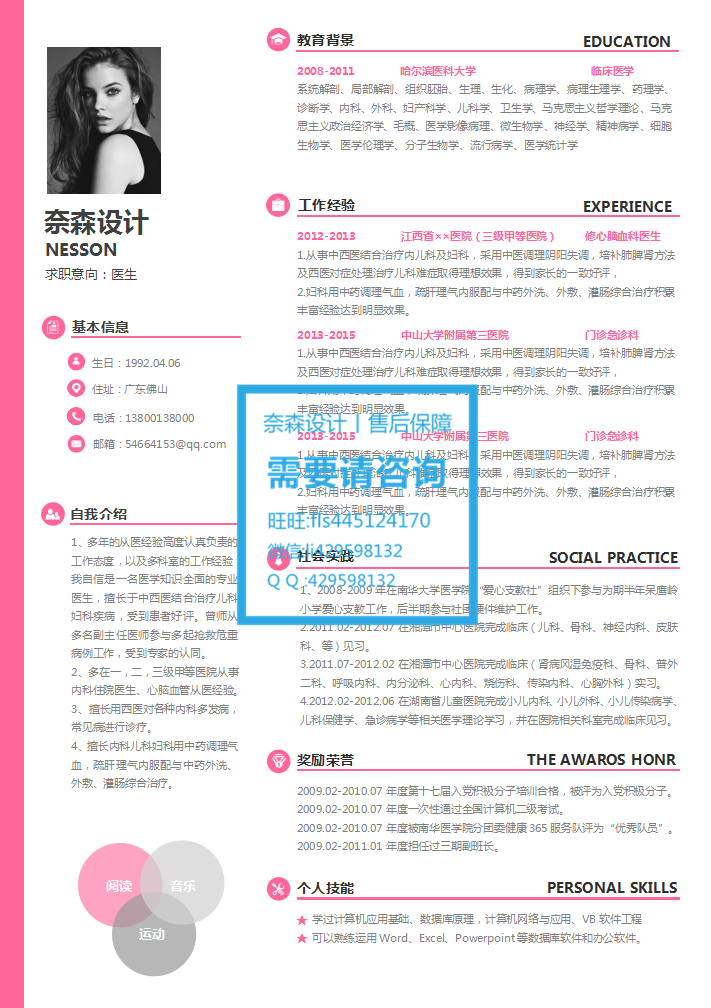 奈森设计
NESSON
求职意向：医生
基本信息
生日：1992.04.06
住址：广东佛山
电话：13800138000
邮箱：54664153@qq.com
自我介绍
1、多年的从医经验高度认真负责的
工作态度，以及多科室的工作经验
我自信是一名医学知识全面的专业
医生，擅长于中西医结合治疗儿科
妇科疾病，受到患者好评。曾师从
多名副主任医师参与多起抢救危重
病例工作，受到专家的认同。
2、多在一，二，三级甲等医院从事
内科住院医生、心脑血管从医经验。
3、擅长用西医对各种内科多发病，
常见病进行诊疗。
4、擅长内科儿科妇科用中药调理气
血，疏肝理气内服配与中药外洗、
外敷、灌肠综合治疗。
阅读
音乐
运动
教育背景 EDUCATION
2008-2011 哈尔滨医科大学 临床医学
系统解剖、局部解剖、组织胚胎、生理、生化、病理学、病理生理学、药理学、
诊断学、内科、外科、妇产科学、儿科学、卫生学、马克思主义哲学理论、马克
思主义政治经济学、毛概、医学影像病理、微生物学、神经学、精神病学、细胞
生物学、医学伦理学、分子生物学、流行病学、医学统计学
工作经验 EXPERIENCE
2012-2013 江西省××医院（三级甲等医院） 修心脑血科医生
1.从事中西医结合治疗内儿科及妇科，采用中医调理阴阳失调，培补肺脾肾方法
及西医对症处理治疗儿科难症取得理想效果，得到家长的一致好评，
2.妇科用中药调理气血，疏肝理气内服配与中药外洗、外敷、灌肠综合治疗积累
丰富经验达到明显效果。
2013-2015 中山大学附属第三医院 门诊急诊科
1.从事中西医结合治疗内儿科及妇科，采用中医调理阴阳失调，培补肺脾肾方法
及西医对症处理治疗儿科难症取得理想效果，得到家长的一致好评，
2.妇科用中药调理气血，疏肝理气内服配与中药外洗、外敷、灌肠综合治疗积累
丰富经验达到明显效果。
2013-2015 中山大学附属第三医院 门诊急诊科
1.从事中西医结合治疗内儿科及妇科，采用中医调理阴阳失调，培补肺脾肾方法
及西医对症处理治疗儿科难症取得理想效果，得到家长的一致好评，
2.妇科用中药调理气血，疏肝理气内服配与中药外洗、外敷、灌肠综合治疗积累
丰富经验达到明显效果。
奈森设计丨售后保障
需要请咨询
旺旺:fls445124170
微信:li429598132
Q Q :429598132
社会实践 SOCIAL PRACTICE
1、2008-2009 年在南华大学医学院“爱心支教社”组织下参与为期半年呆鹰岭
小学爱心支教工作，后半期参与社团硬件维护工作。
2.2011.02-2012.07 在湘潭市中心医院完成临床（儿科、骨科、神经内科、皮肤
科、等）见习。
3.2011.07-2012.02 在湘潭市中心医院完成临床（肾病风湿免疫科、骨科、普外
二科、呼吸内科、内分泌科、心内科、烧伤科、传染内科、心胸外科）实习。
4.2012.02-2012.06 在湖南首儿童医院完成小儿内科、小儿外科、小儿传染病学、
儿科保健学、急诊病学等相关医学理论学习，并在医院相关科室完成临床见习。
奖励荣誉 THE AWAROS HONR
2009.02-2010.07 年度第十七届入党积极分子培训合格，被评为入党积极分子。
2009.02-2010.07 年度一次性通过全国计算机二级考试。
2009.02-2010.07 年度被南华医学院分团委健康 365 服务队评为“优秀队员”。
2009.02-2011.01 年度担任过三期副班长。
个人技能 PERSONAL SKILLS
学过计算机应用基础、数据库原理，计算机网络与应用、VB 软件工程
可以熟练运用 Word、Excel、Powerpoint 等数据库软件和办公软件。